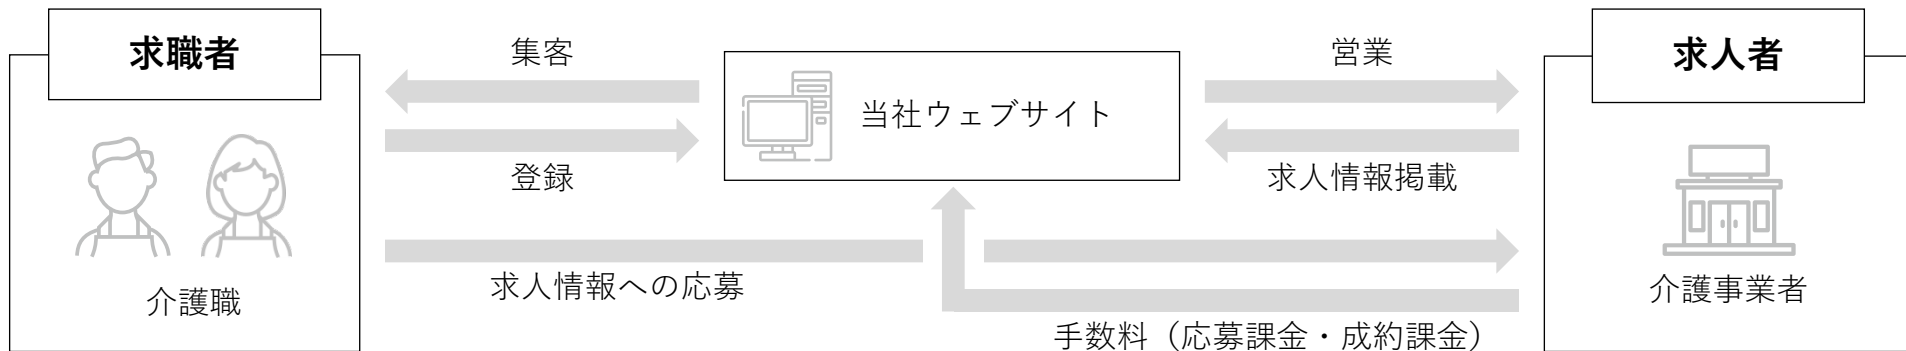 求職者
集客
営業
求人者
当社ウェブサイト
登録
求人情報掲載
求人情報への応募
介護職
介護事業者
手数料（応募課金・成約課金）